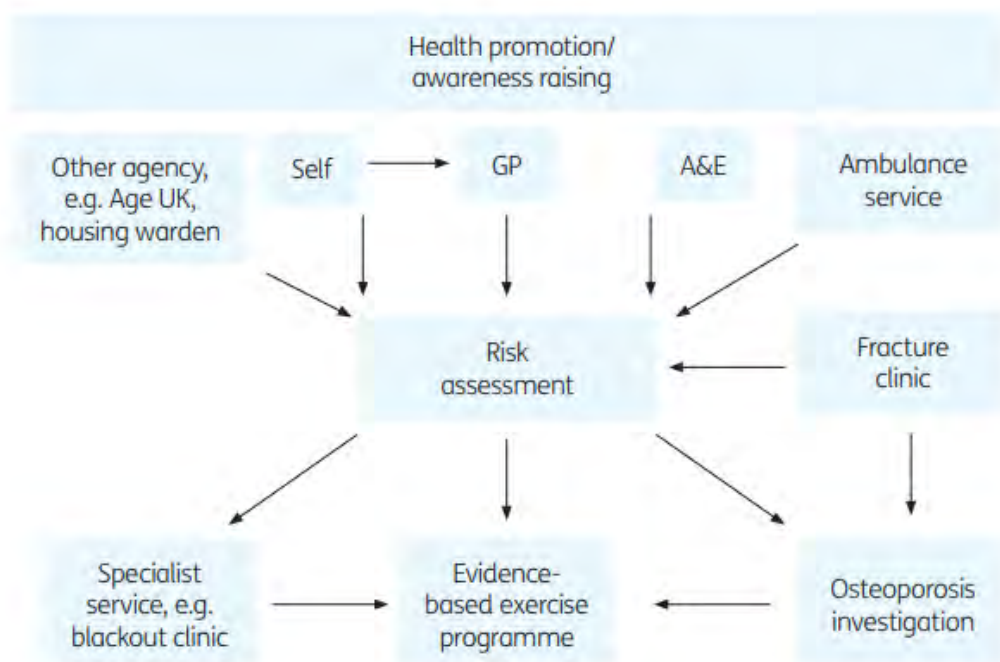 Health promotion/
awareness raising
Other agency,
e.g. Age UK,
housing warden
Self
GP
A&E
Ambulance
service
Risk
assessment
Fracture
clinic
Specialist
service, e.g.
blackout clinic
Evidence-
based exercise
programme
Osteoporosis
investigation